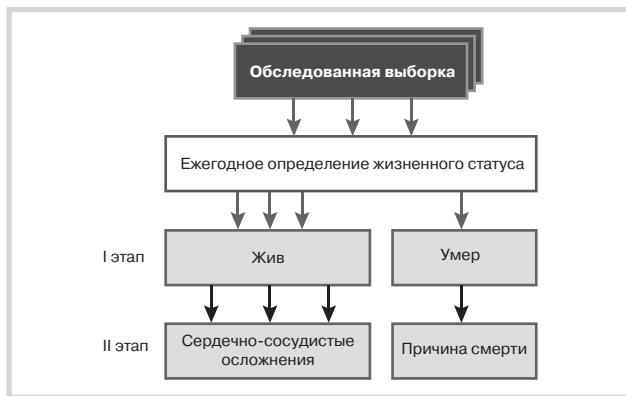 Обследованная выборка
Ежегодное определение жизненного статуса
I этап
Жив
Умер
II этап
Сердечно-сосудистые
осложнения
Причина смерти